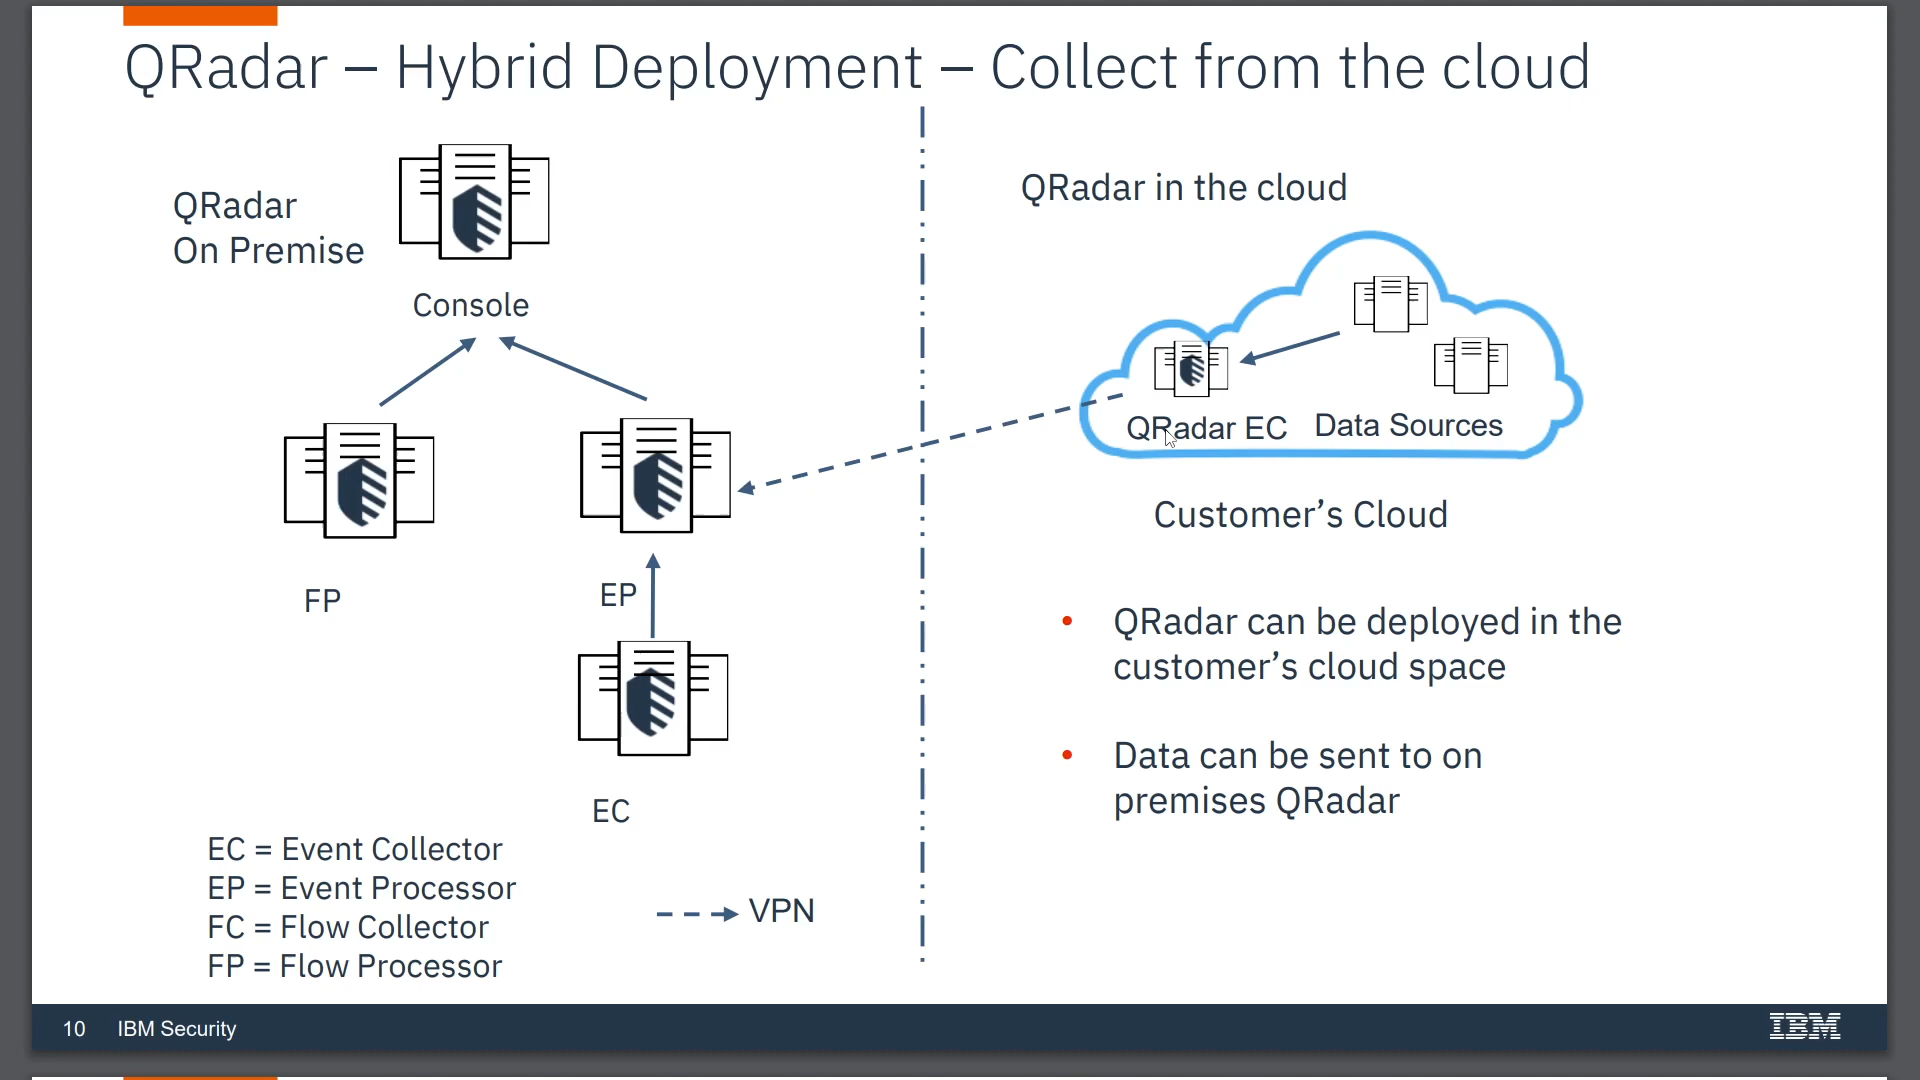 QRadar – Hybrid Deployment – Collect from the cloud
QRadar
On Premise
Console
FP
EP
EC
EC = Event Collector
EP = Event Processor
FC = Flow Collector
FP = Flow Processor
VPN
QRadar in the cloud
QRadar EC
Data Sources
Customer’s Cloud
• QRadar can be deployed in the
customer’s cloud space
• Data can be sent to on
premises QRadar
10 IBM Security
IBM